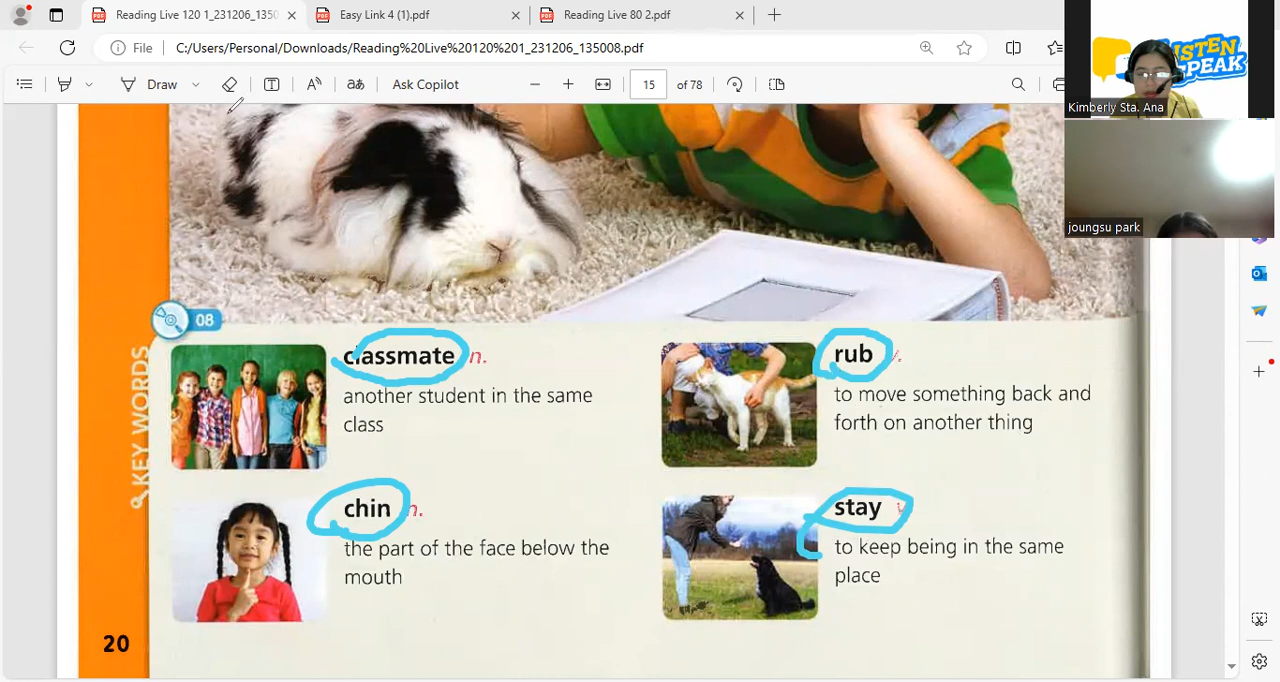 Reading Live 120 1_231206_1350
Easy Link 4 (1).pdf
Reading Live 80 2.pdf
File
C:/Users/Personal/Downloads/Reading%20Live%20120%201_231206_135008.pdf
Draw
Ask Copilot
15 of 78
Kimberly Sta. Ana
joungsu park
08
KEY WORDS
classmate n.
another student in the same
class
rub v.
to move something back and
forth on another thing
chin n.
the part of the face below the
mouth
stay v.
to keep being in the same
place
20